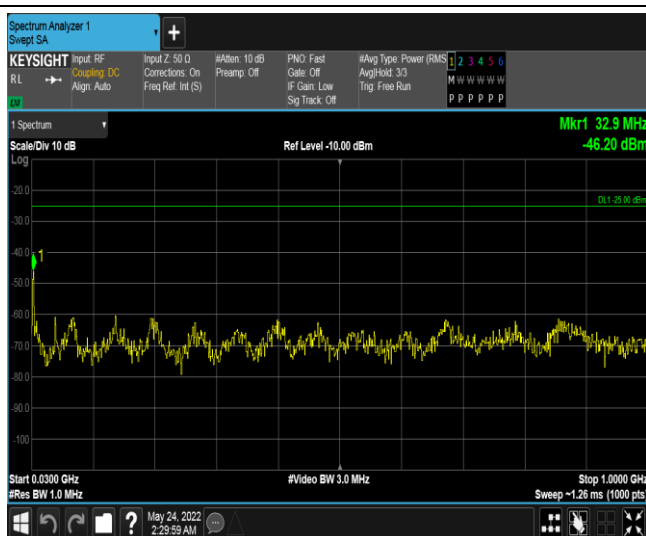 Spectrum Analyzer 1
Swept SA
+
KEYSIGHT Input: RF Input Z: 50 Ω #Atten: 10 dB PNO: Fast #Avg Type: Power (RMS 1 2 3 4 5 6
RL Coupling: DC Corrections: On Preamp: Off Gate: Off Avg|Hold: 3/3 M W W W W W
Align: Auto Freq Ref: Int (S) IF Gain: Low Trig: Free Run
Sig Track: Off P P P P P P
1 Spectrum Mkr1 32.9 MHz
Scale/Div 10 dB Ref Level -10.00 dBm -46.20 dBm
Log
-20.0 DL1 -25.00 dBm
-30.0
-40.0 1
-50.0
-60.0
-70.0
-80.0
-90.0
-100
Start 0.0300 GHz #Video BW 3.0 MHz Stop 1.0000 GHz
#Res BW 1.0 MHz Sweep ~1.26 ms (1000 pts)
? May 24, 2022
2:29:59 AM